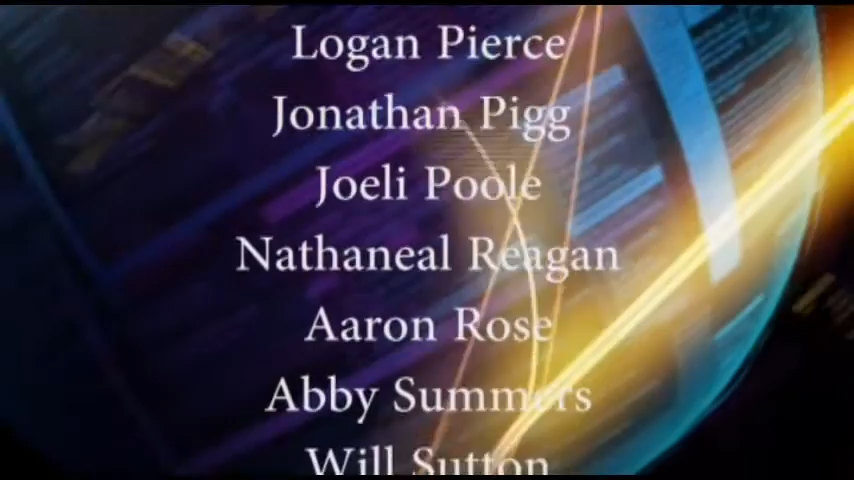 Logan Pierce
Jonathan Pigg
Joeli Poole
Nathaneal Reagan
Aaron Rose
Abby Summers
Will Sutton